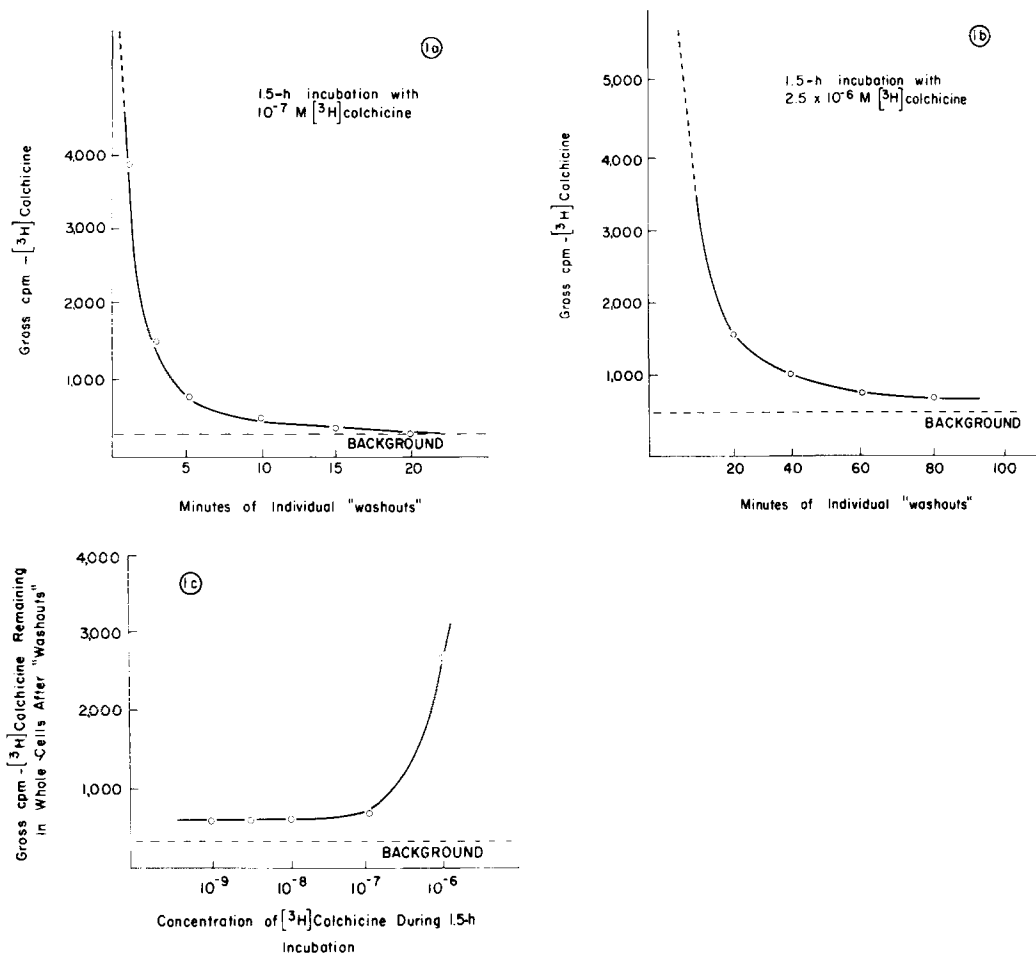 1a
1.5-h incubation with
10⁻⁷ M [³H]colchicine
Gross cpm - [³H] Colchicine
4,000
3,000
2,000
1,000
BACKGROUND
5 10 15 20
Minutes of Individual "washouts"
1b
1.5-h incubation with
2.5 x 10⁻⁶ M [³H]colchicine
Gross cpm - [³H] Colchicine
5,000
4,000
3,000
2,000
1,000
BACKGROUND
20 40 60 80 100
Minutes of Individual "washouts"
1c
Gross cpm - [³H]Colchicine Remaining
in Whole Cells After "Washouts"
4,000
3,000
2,000
1,000
BACKGROUND
10⁻⁹ 10⁻⁸ 10⁻⁷ 10⁻⁶
Concentration of [³H]Colchicine During 1.5-h
Incubation